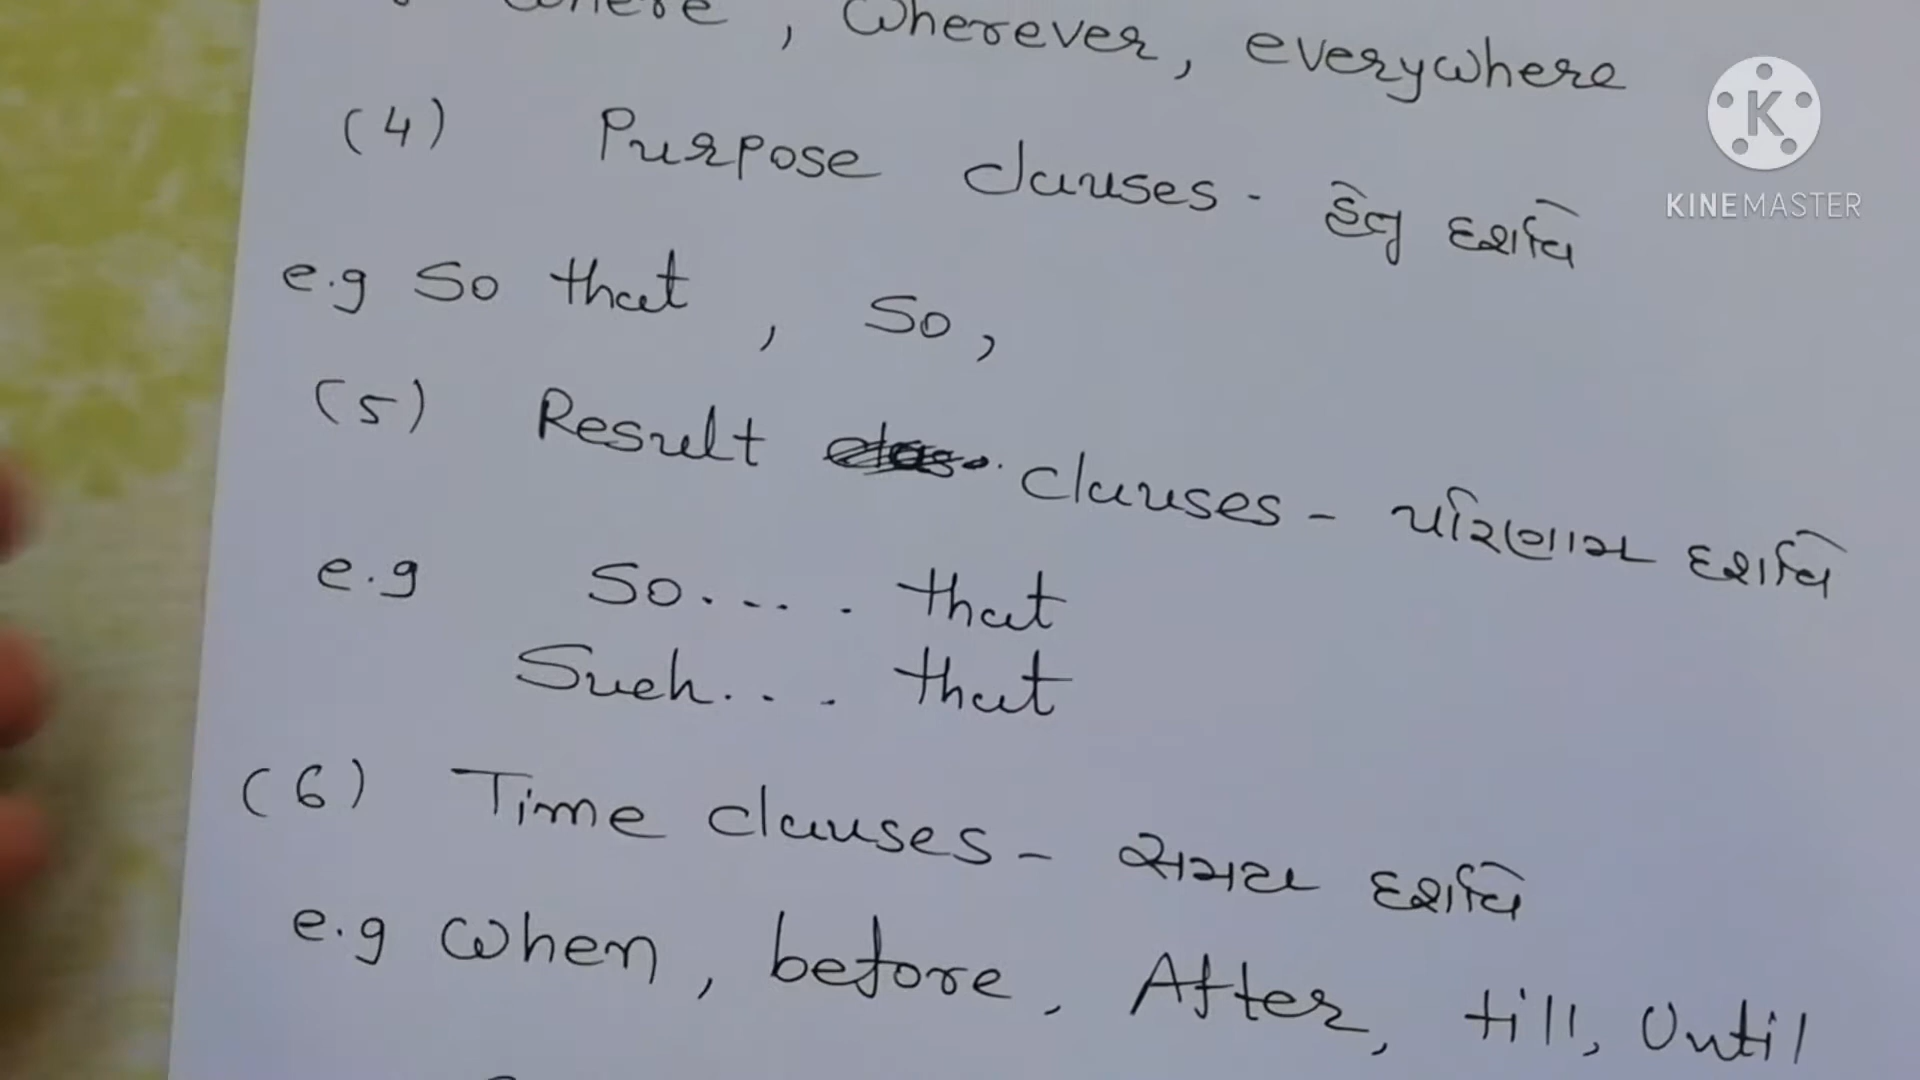 where, wherever, everywhere
(4) Purpose clauses - હેતુ દર્શાવે
e.g So that, So,
(5) Result clauses - પરિણામ દર્શાવે
e.g So.... that
Such... that
(6) Time clauses - સમય દર્શાવે
e.g when, before, After, till, Until
K
KINEMASTER